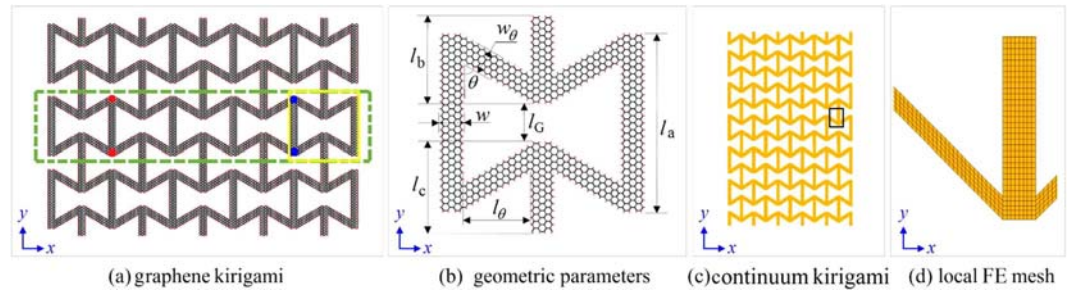 y
x
l_b
w_θ
θ
w
l_G
l_a
l_c
l_θ
y
x
y
x
y
x
(a) graphene kirigami
(b) geometric parameters
(c)continuum kirigami
(d) local FE mesh